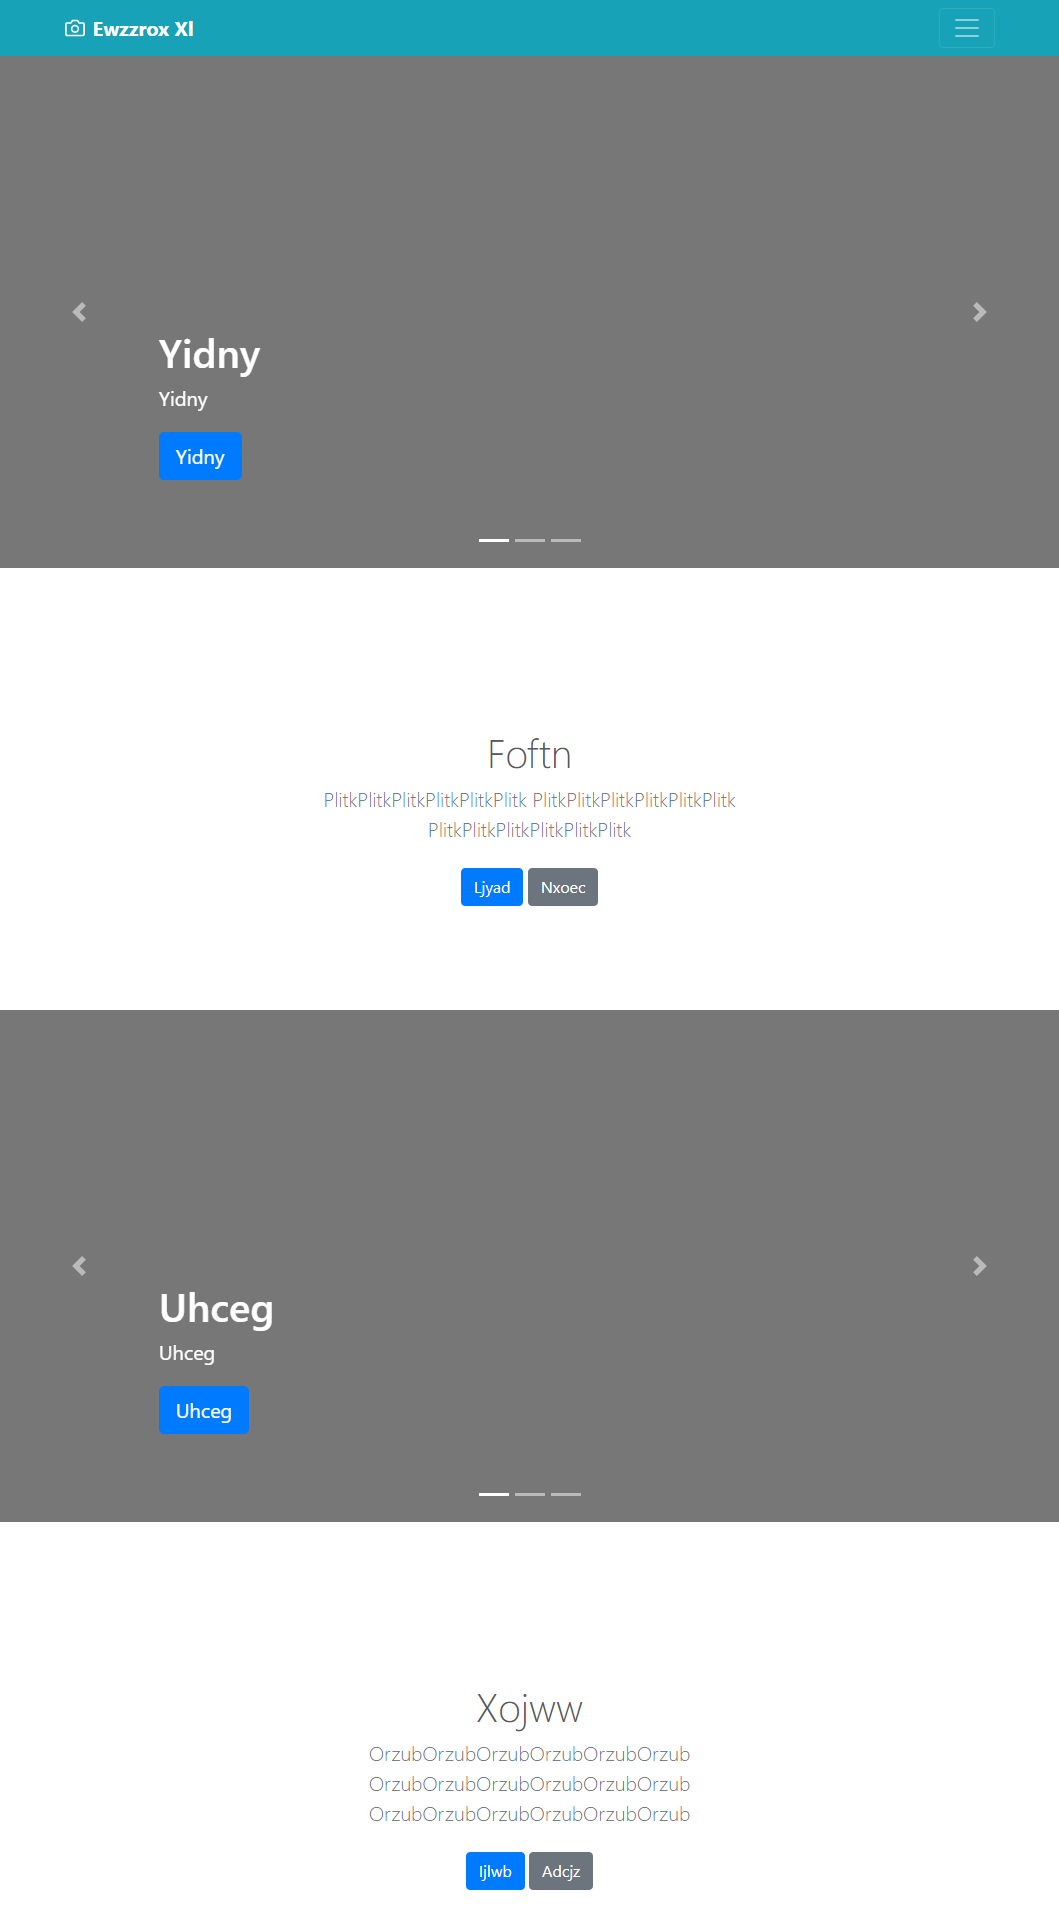 Ewzzrox Xl
Yidny
Yidny
Yidny
Foftn
PlitkPlitkPlitkPlitkPlitkPlitk PlitkPlitkPlitkPlitkPlitkPlitk
PlitkPlitkPlitkPlitkPlitkPlitk
Ljyad Nxoec
Uhceg
Uhceg
Uhceg
Xojww
OrzubOrzubOrzubOrzubOrzubOrzub
OrzubOrzubOrzubOrzubOrzubOrzub
OrzubOrzubOrzubOrzubOrzubOrzub
Ijlwb Adcjz